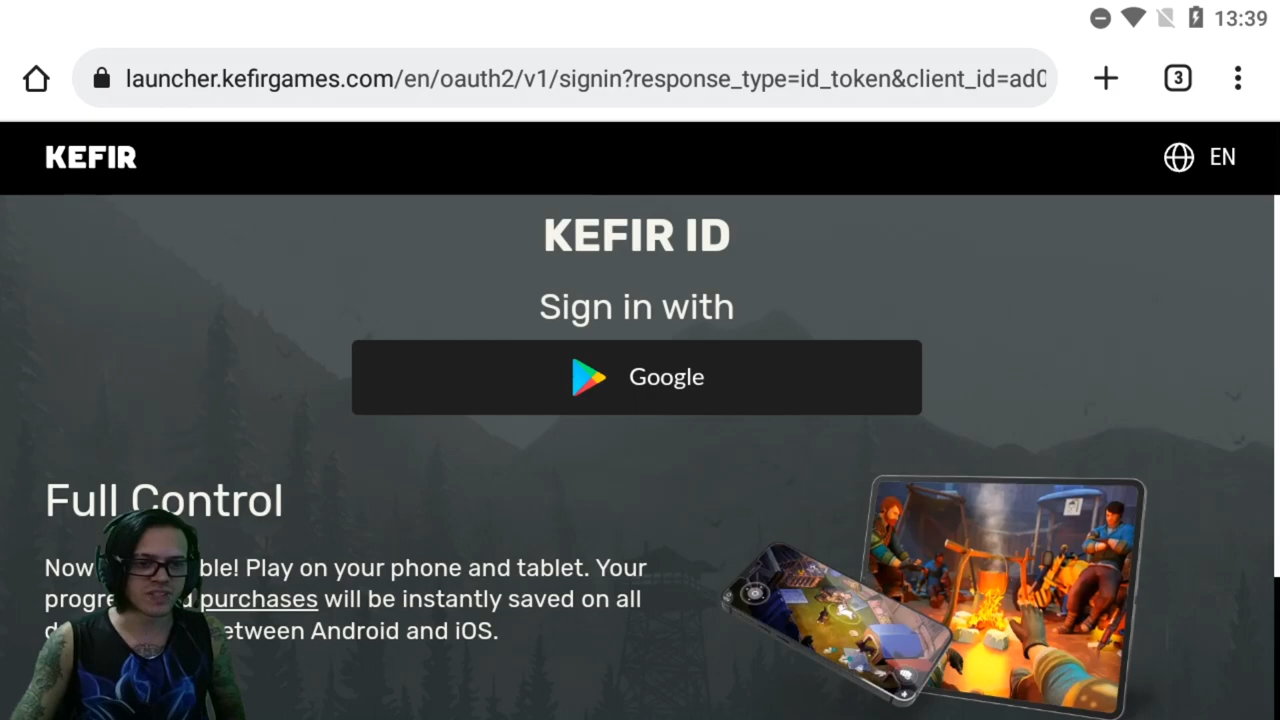 13:39
launcher.kefirgames.com/en/oauth2/v1/signin?response_type=id_token&client_id=ad0
3
KEFIR
EN
KEFIR ID
Sign in with
Google
Full Control
Now ble! Play on your phone and tablet. Your
progre d purchases will be instantly saved on all
d etween Android and iOS.